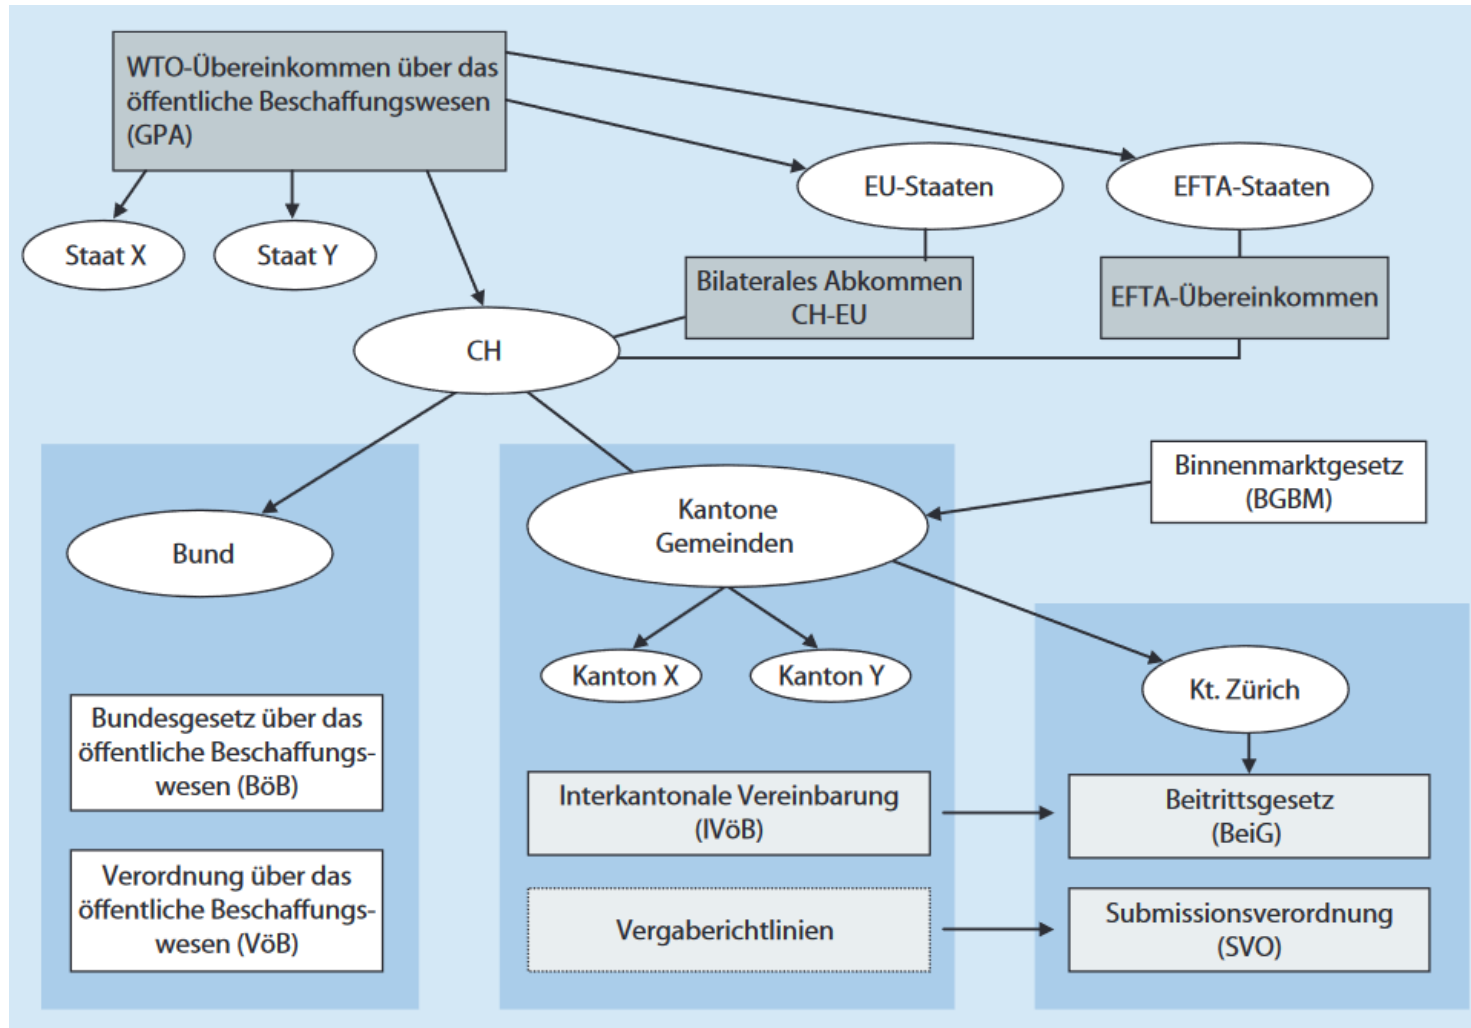 WTO-Übereinkommen über das
öffentliche Beschaffungswesen
(GPA)
EU-Staaten
EFTA-Staaten
Staat X
Staat Y
Bilaterales Abkommen
CH-EU
EFTA-Übereinkommen
CH
Binnenmarktgesetz
(BGBM)
Kantone
Gemeinden
Bund
Kanton X
Kanton Y
Kt. Zürich
Bundesgesetz über das
öffentliche Beschaffungs-
wesen (BöB)
Interkantonale Vereinbarung
(IVöB)
Beitrittsgesetz
(BeiG)
Verordnung über das
öffentliche Beschaffungs-
wesen (VöB)
Vergaberichtlinien
Submissionsverordnung
(SVO)